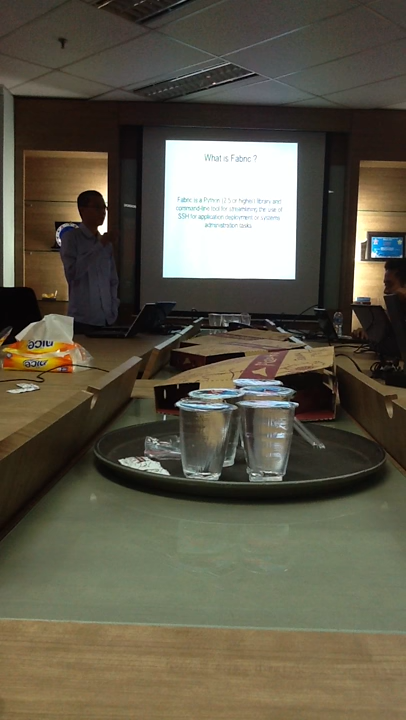 What is Fabric ?
Fabric is a Python (2.5 or higher) library and
command-line tool for streamlining the use of
SSH for application deployment or systems
administration tasks.
nice
nice